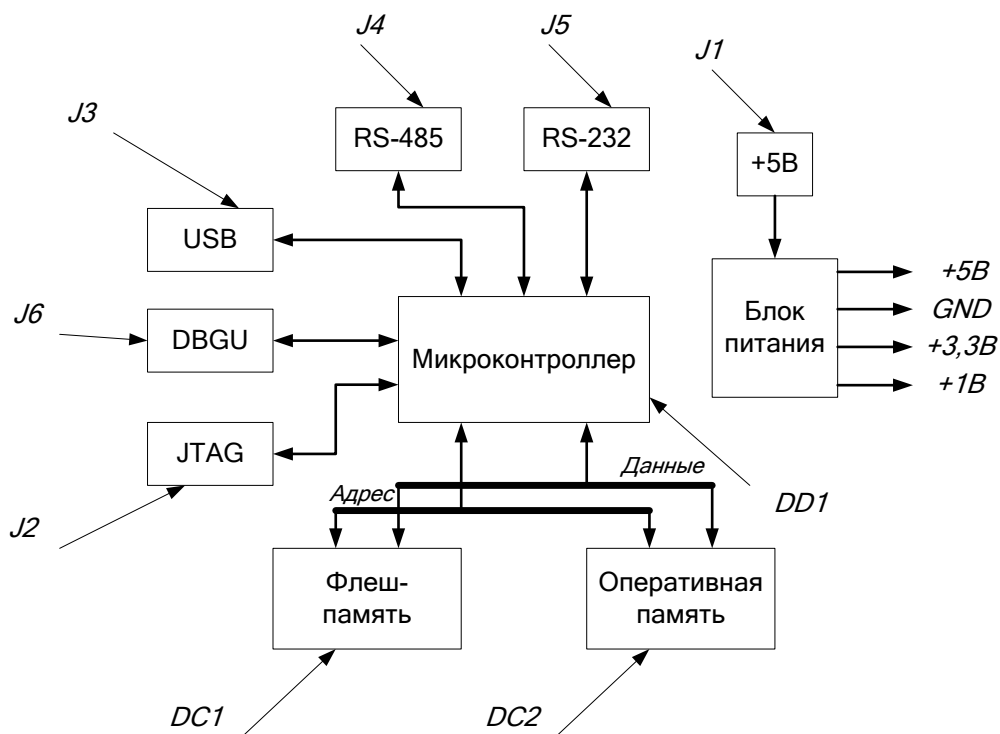 J4
J5
J1
J3
RS-485
RS-232
+5В
USB
+5В
J6
DBGU
Микроконтроллер
Блок
питания
GND
+3,3В
+1В
JTAG
Данные
Адрес
J2
DD1
Флеш-
память
Оперативная
память
DC1
DC2